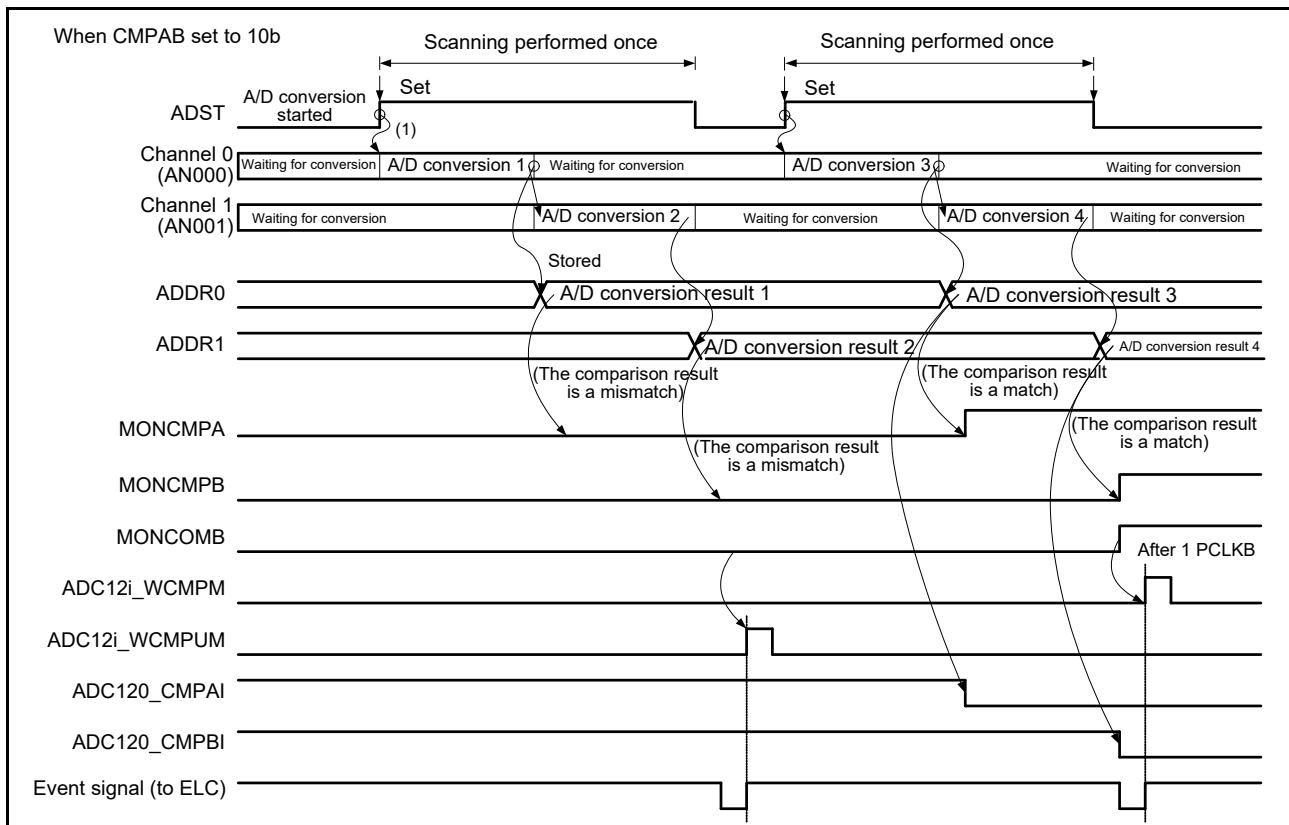 When CMPAB set to 10b
Scanning performed once
Scanning performed once
ADST
A/D conversion
started
Set
Set
(1)
Channel 0
(AN000)
Waiting for conversion
A/D conversion 1
Waiting for conversion
A/D conversion 3
Waiting for conversion
Channel 1
(AN001)
Waiting for conversion
A/D conversion 2
Waiting for conversion
A/D conversion 4
Waiting for conversion
Stored
ADDR0
A/D conversion result 1
A/D conversion result 3
ADDR1
A/D conversion result 2
A/D conversion result 4
(The comparison result
is a mismatch)
(The comparison result
is a match)
MONCMPA
(The comparison result
is a mismatch)
(The comparison result
is a match)
MONCMPB
MONCOMB
After 1 PCLKB
ADC12i_WCMPM
ADC12i_WCMPUM
ADC120_CMPAI
ADC120_CMPBI
Event signal (to ELC)